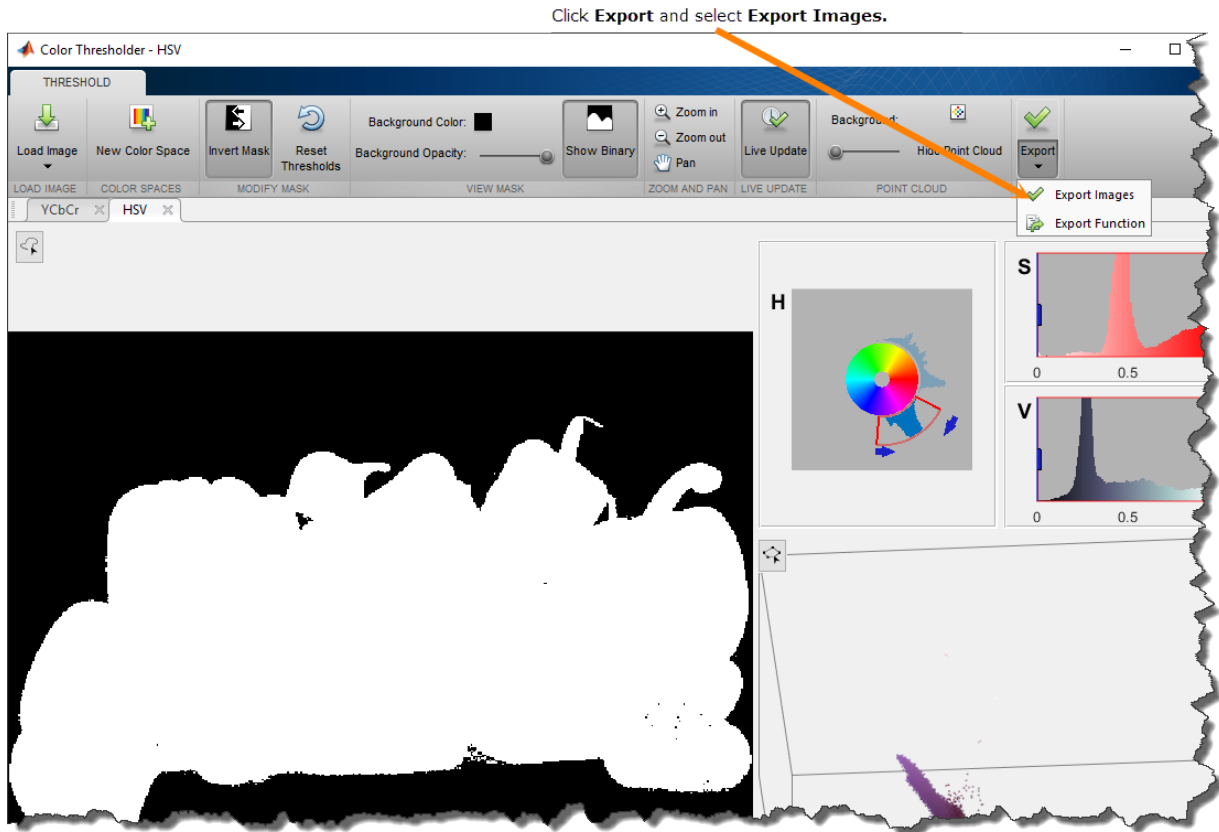 Click Export and select Export Images.
Color Thresholder - HSV
THRESHOLD
Load Image
New Color Space
Invert Mask
Reset Thresholds
Background Color:
Background Opacity:
Show Binary
Zoom in
Zoom out
Pan
Live Update
Background:
Hide Point Cloud
Export
LOAD IMAGE
COLOR SPACES
MODIFY MASK
VIEW MASK
ZOOM AND PAN
LIVE UPDATE
POINT CLOUD
Export Images
Export Function
YCbCr
HSV
H
S
0 0.5
V
0 0.5